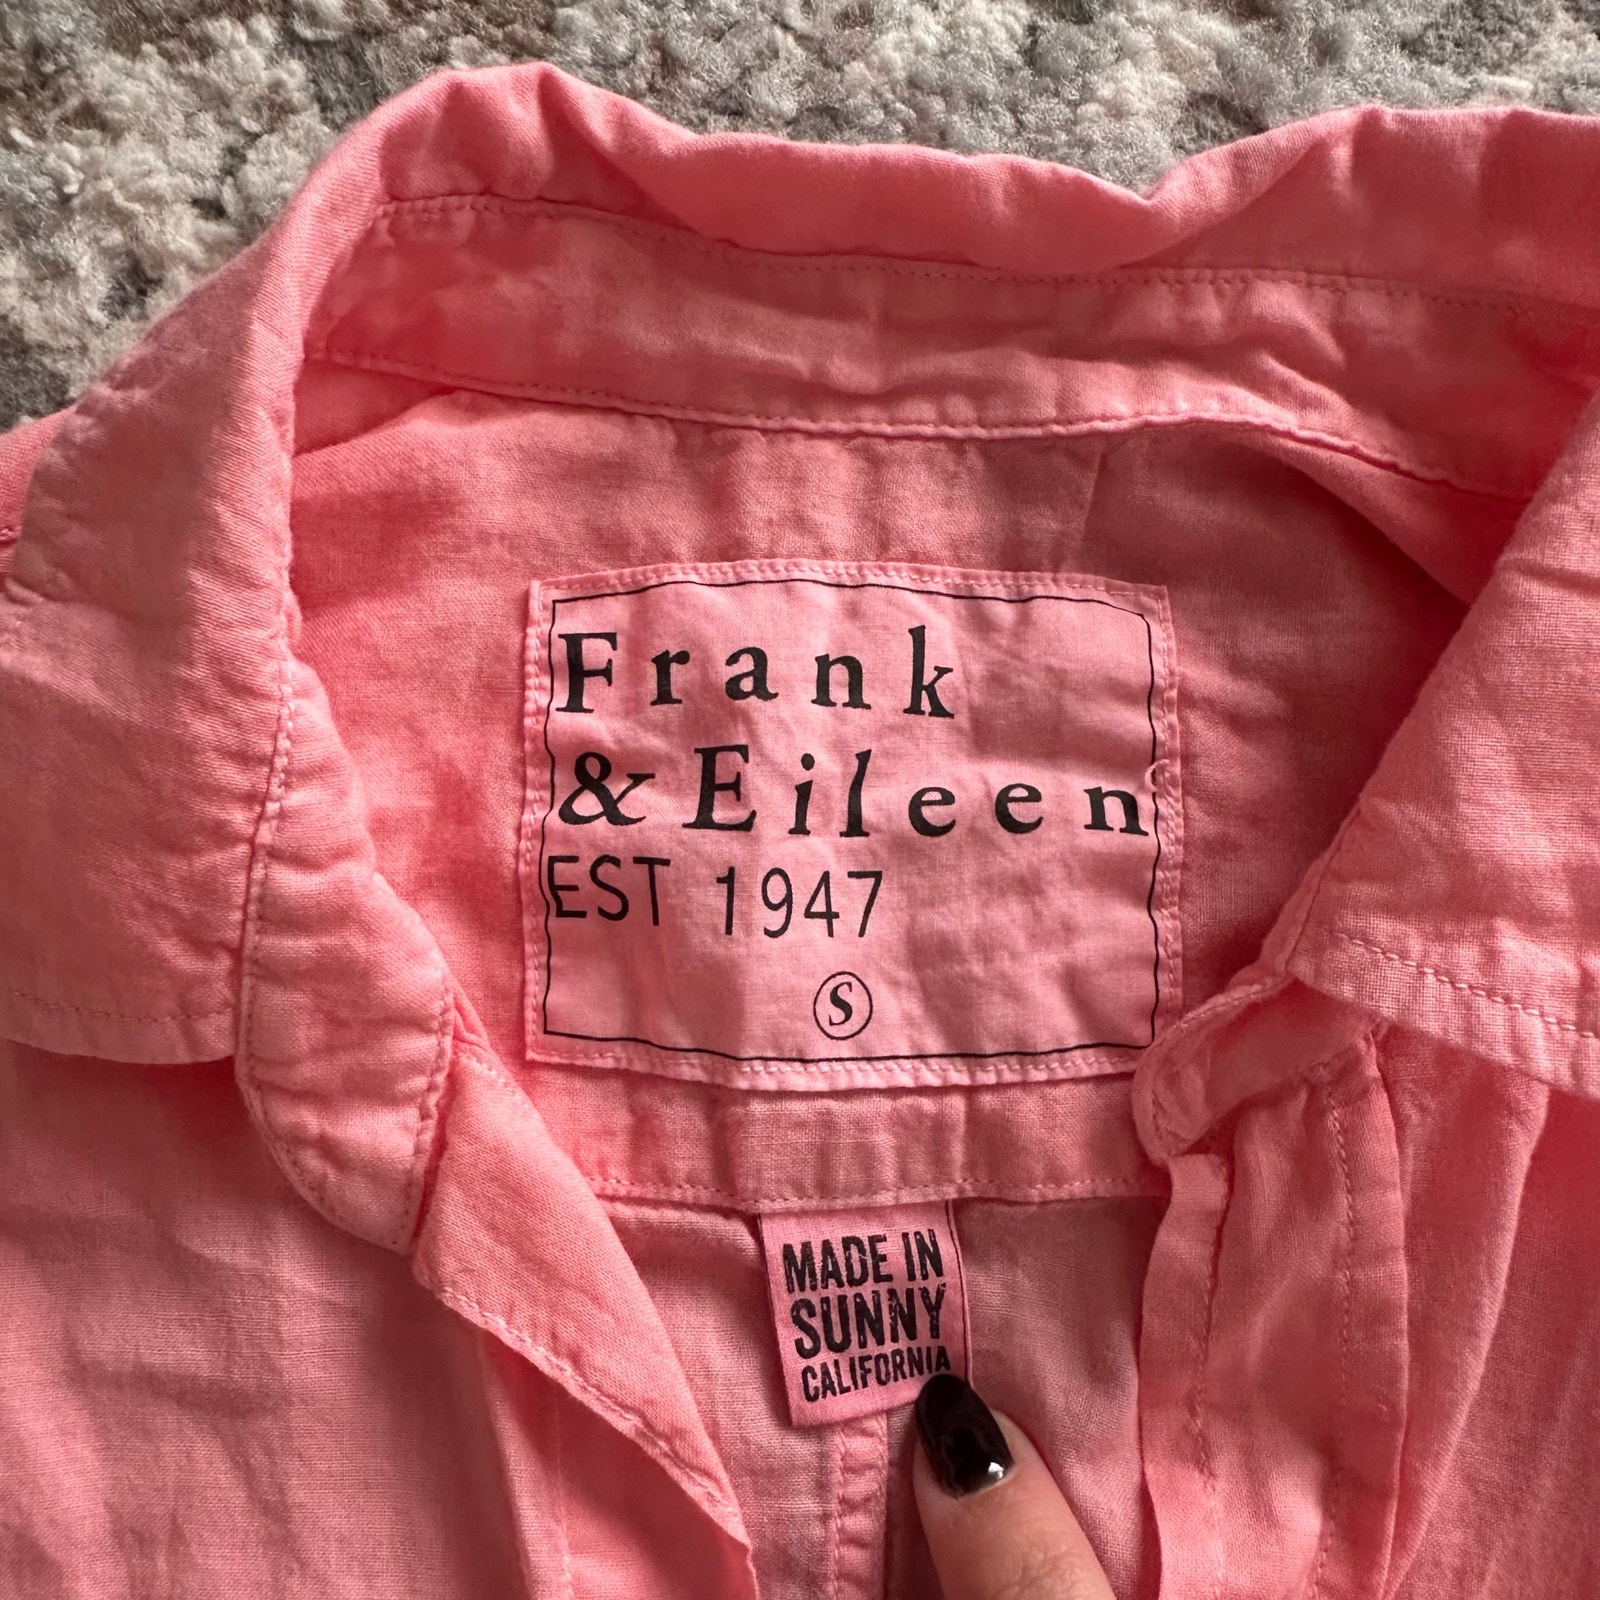 Frank
& Eileen
EST 1947
S
MADE IN
SUNNY
CALIFORNIA